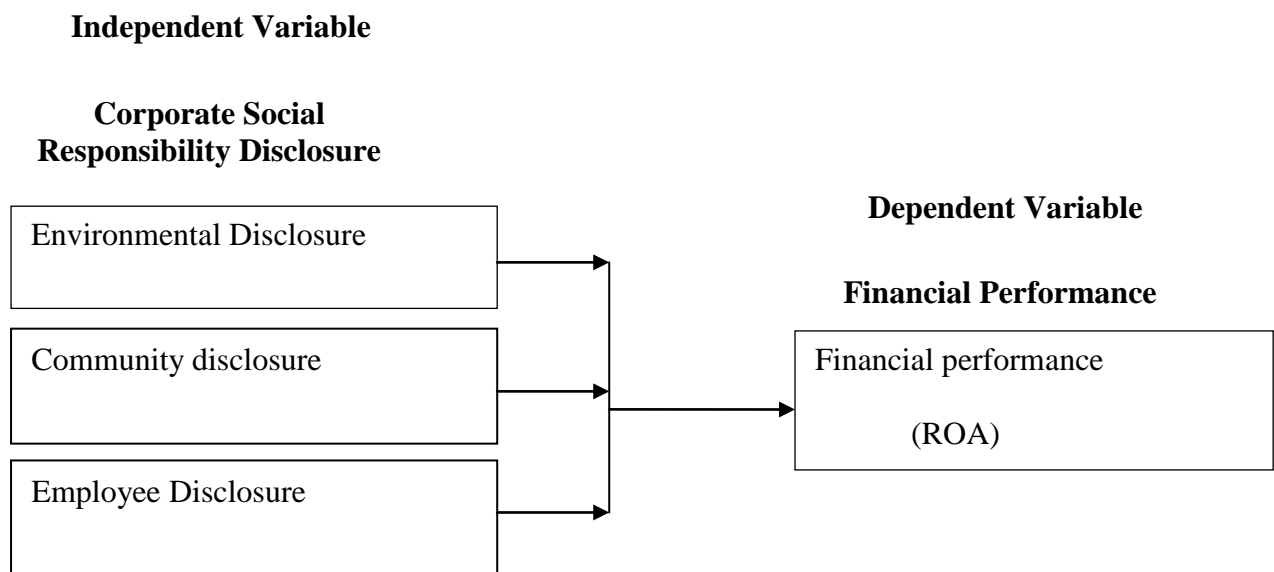 Independent Variable
Corporate Social
Responsibility Disclosure
Environmental Disclosure
Community disclosure
Employee Disclosure
Dependent Variable
Financial Performance
Financial performance
(ROA)